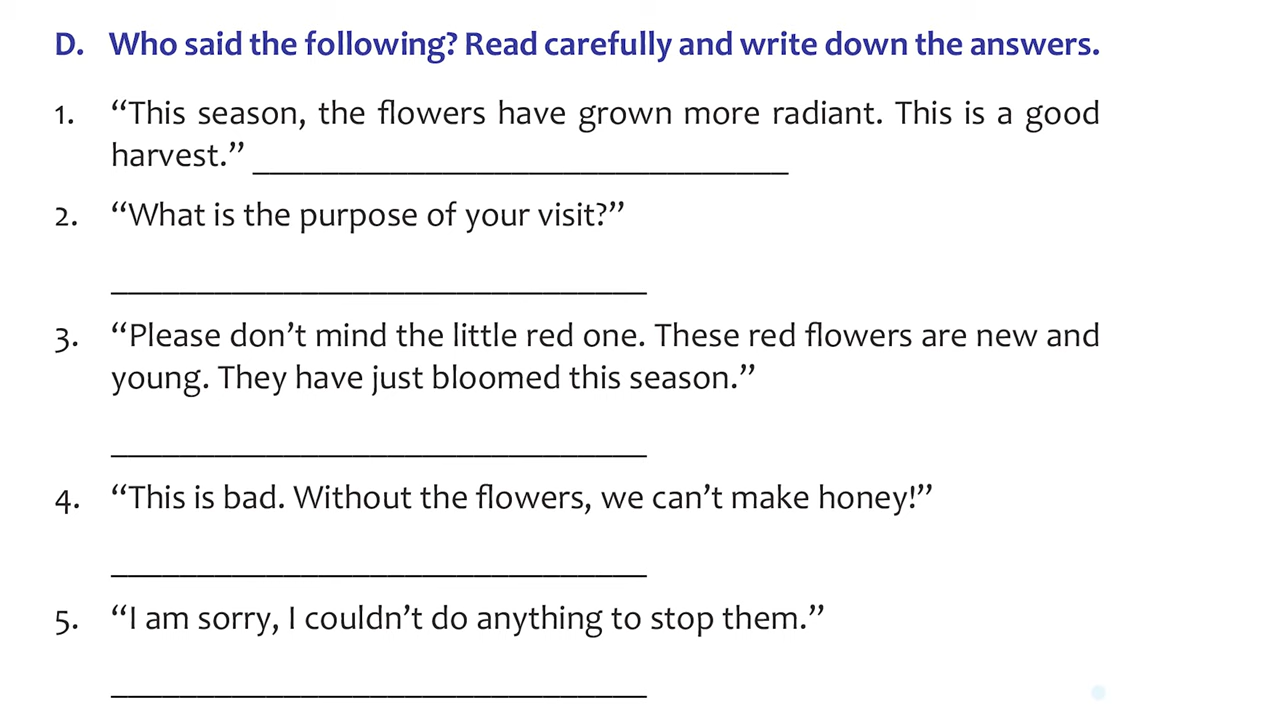 D. Who said the following? Read carefully and write down the answers.
1. “This season, the flowers have grown more radiant. This is a good
harvest.” ________________________________
2. “What is the purpose of your visit?”
________________________________
3. “Please don’t mind the little red one. These red flowers are new and
young. They have just bloomed this season.”
________________________________
4. “This is bad. Without the flowers, we can’t make honey!”
________________________________
5. “I am sorry, I couldn’t do anything to stop them.”
________________________________